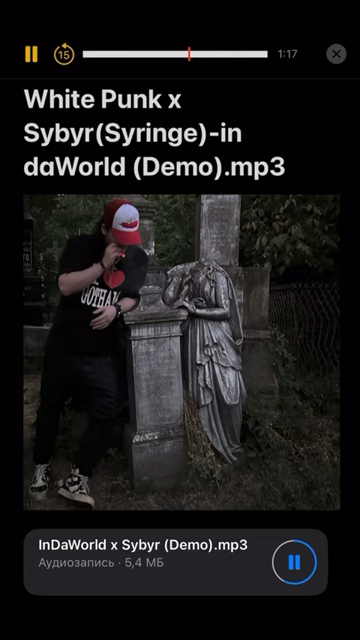 15
1:17
White Punk x
Sybyr(Syringe)-in
daWorld (Demo).mp3
GOTHAM
InDaWorld x Sybyr (Demo).mp3
Аудиозапись · 5,4 МБ